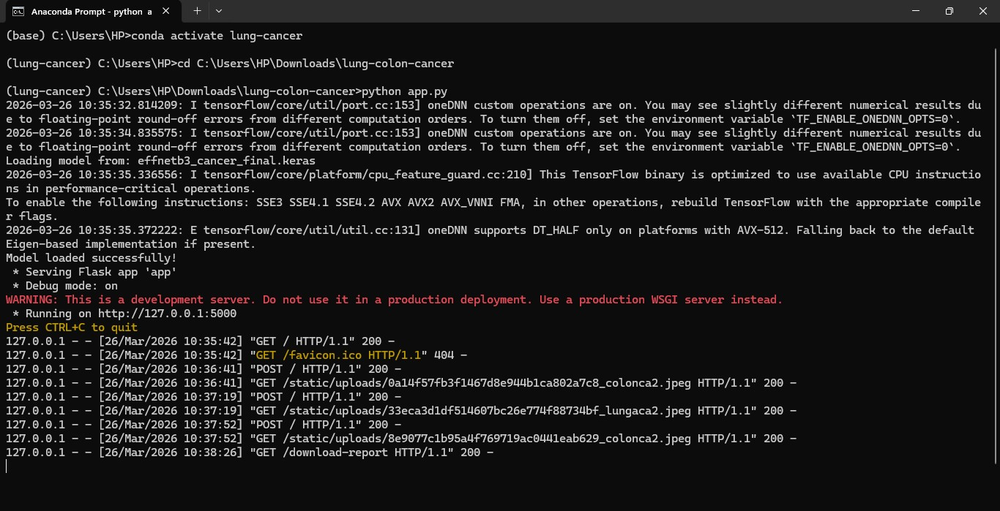 Anaconda Prompt - python  a
(base) C:\Users\HP>conda activate lung-cancer
(lung-cancer) C:\Users\HP>cd C:\Users\HP\Downloads\lung-colon-cancer
(lung-cancer) C:\Users\HP\Downloads\lung-colon-cancer>python app.py
2026-03-26 10:35:32.814209: I tensorflow/core/util/port.cc:153] oneDNN custom operations are on. You may see slightly different numerical results du
e to floating-point round-off errors from different computation orders. To turn them off, set the environment variable `TF_ENABLE_ONEDNN_OPTS=0`.
2026-03-26 10:35:34.835575: I tensorflow/core/util/port.cc:153] oneDNN custom operations are on. You may see slightly different numerical results du
e to floating-point round-off errors from different computation orders. To turn them off, set the environment variable `TF_ENABLE_ONEDNN_OPTS=0`.
Loading model from: effnetb3_cancer_final.keras
2026-03-26 10:35:35.336556: I tensorflow/core/platform/cpu_feature_guard.cc:210] This TensorFlow binary is optimized to use available CPU instructio
ns in performance-critical operations.
To enable the following instructions: SSE3 SSE4.1 SSE4.2 AVX AVX2 AVX_VNNI FMA, in other operations, rebuild TensorFlow with the appropriate compile
r flags.
2026-03-26 10:35:35.372222: E tensorflow/core/util/util.cc:131] oneDNN supports DT_HALF only on platforms with AVX-512. Falling back to the default
Eigen-based implementation if present.
Model loaded successfully!
 * Serving Flask app 'app'
 * Debug mode: on
WARNING: This is a development server. Do not use it in a production deployment. Use a production WSGI server instead.
 * Running on http://127.0.0.1:5000
Press CTRL+C to quit
127.0.0.1 - - [26/Mar/2026 10:35:42] "GET / HTTP/1.1" 200 -
127.0.0.1 - - [26/Mar/2026 10:35:42] "GET /favicon.ico HTTP/1.1" 404 -
127.0.0.1 - - [26/Mar/2026 10:36:41] "POST / HTTP/1.1" 200 -
127.0.0.1 - - [26/Mar/2026 10:36:41] "GET /static/uploads/0a14f57fb3f1467d8e944b1ca802a7c8_colonca2.jpeg HTTP/1.1" 200 -
127.0.0.1 - - [26/Mar/2026 10:37:19] "POST / HTTP/1.1" 200 -
127.0.0.1 - - [26/Mar/2026 10:37:19] "GET /static/uploads/33eca3d1df514607bc26e774f88734bf_lungaca2.jpeg HTTP/1.1" 200 -
127.0.0.1 - - [26/Mar/2026 10:37:52] "POST / HTTP/1.1" 200 -
127.0.0.1 - - [26/Mar/2026 10:37:52] "GET /static/uploads/8e9077c1b95a4f769719ac0441eab629_colonca2.jpeg HTTP/1.1" 200 -
127.0.0.1 - - [26/Mar/2026 10:38:26] "GET /download-report HTTP/1.1" 200 -